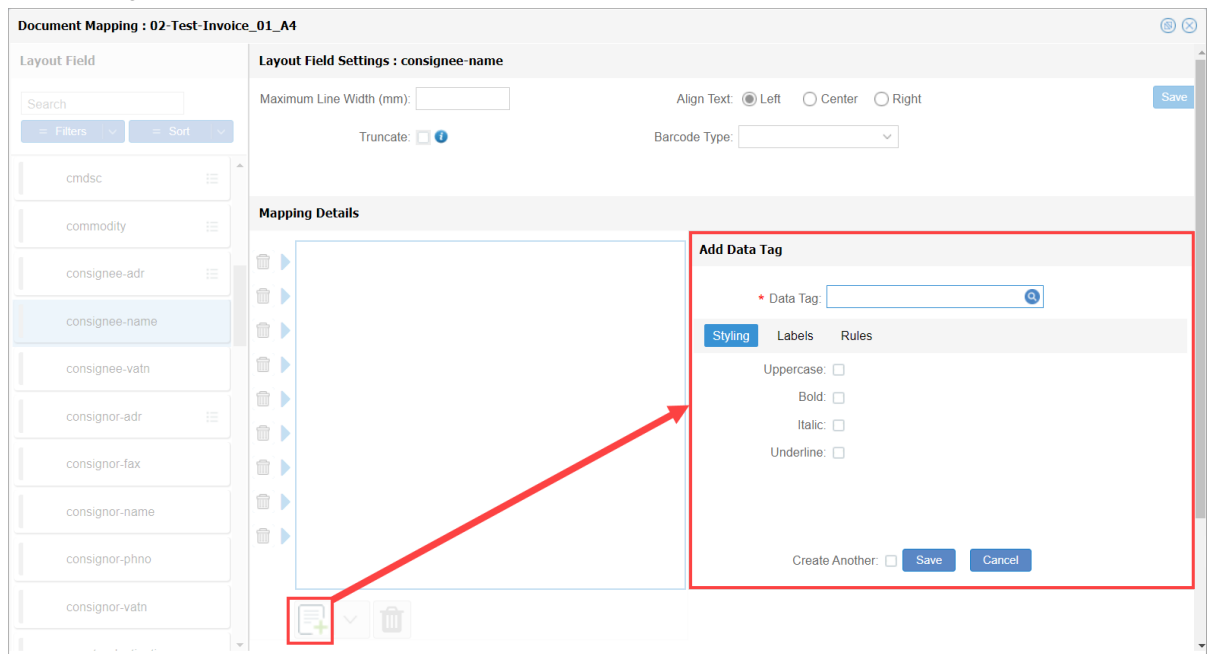 Document Mapping : 02-Test-Invoice_01_A4
Layout Field
Search
Filters
Sort
cmdsc
commodity
consignee-adr
consignee-name
consignee-vatn
consignor-adr
consignor-fax
consignor-name
consignor-phno
consignor-vatn
Layout Field Settings : consignee-name
Maximum Line Width (mm):
Align Text: Left Center Right
Save
Truncate:
Barcode Type:
Mapping Details
Add Data Tag
* Data Tag:
Styling Labels Rules
Uppercase:
Bold:
Italic:
Underline:
Create Another: Save Cancel